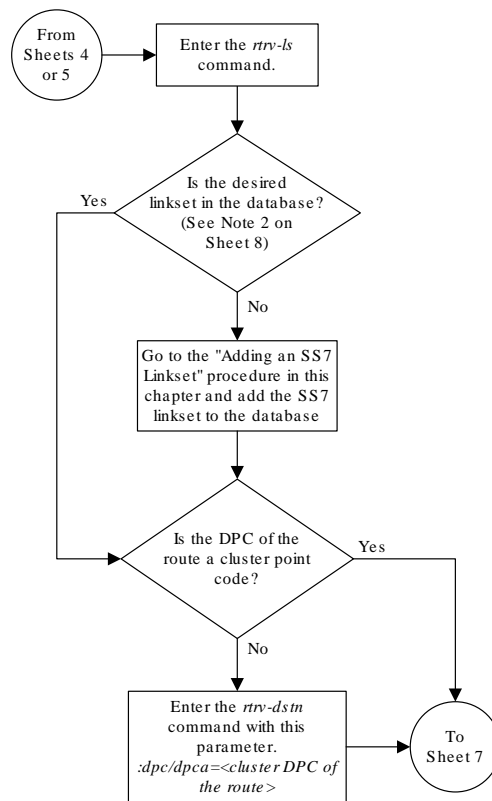 From
Sheets 4
or 5
Enter the rtrv-ls
command.
Is the desired
linkset in the database?
(See Note 2 on
Sheet 8)
Yes
No
Go to the "Adding an SS7
Linkset" procedure in this
chapter and add the SS7
linkset to the database
Is the DPC of the
route a cluster point
code?
Yes
No
Enter the rtrv-dstn
command with this
parameter.
:dpc/dpca=<cluster DPC of
the route>
To
Sheet 7